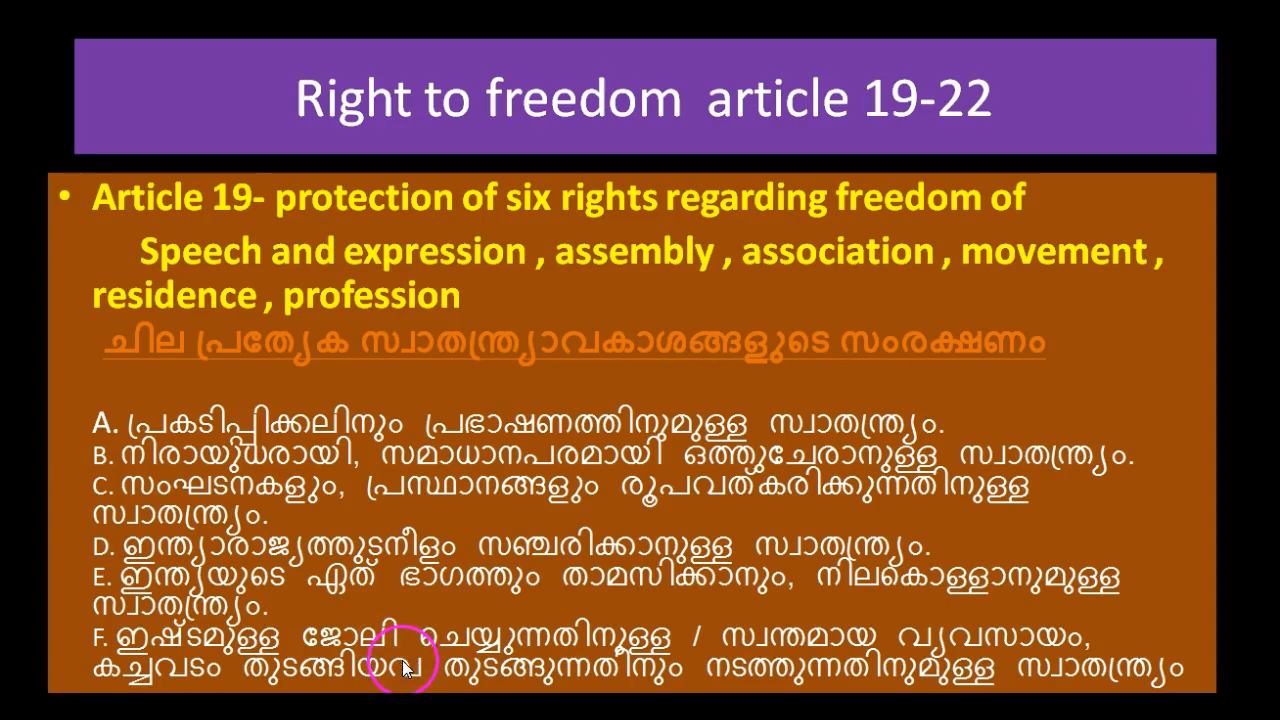 Right to freedom article 19-22
• Article 19- protection of six rights regarding freedom of
Speech and expression , assembly , association , movement ,
residence , profession
ചില പ്രത്യേക സ്വാതന്ത്ര്യാവകാശങ്ങളുടെ സംരക്ഷണം
A. പ്രകടിപ്പിക്കലിനും പ്രഭാഷണത്തിനുമുള്ള സ്വാതന്ത്ര്യം.
B. നിരായുധരായി, സമാധാനപരമായി ഒത്തുചേരാനുള്ള സ്വാതന്ത്ര്യം.
C. സംഘടനകളും, പ്രസ്ഥാനങ്ങളും രൂപവത്കരിക്കുന്നതിനുള്ള
സ്വാതന്ത്ര്യം.
D. ഇന്ത്യാരാജ്യത്തുടനീളം സഞ്ചരിക്കാനുള്ള സ്വാതന്ത്ര്യം.
E. ഇന്ത്യയുടെ ഏത് ഭാഗത്തും താമസിക്കാനും, നിലകൊള്ളാനുമുള്ള
സ്വാതന്ത്ര്യം.
F. ഇഷ്ടമുള്ള ജോലി ചെയ്യുന്നതിനുള്ള / സ്വന്തമായ വ്യവസായം,
കച്ചവടം തുടങ്ങിയവ തുടങ്ങുന്നതിനും നടത്തുന്നതിനുമുള്ള സ്വാതന്ത്ര്യം